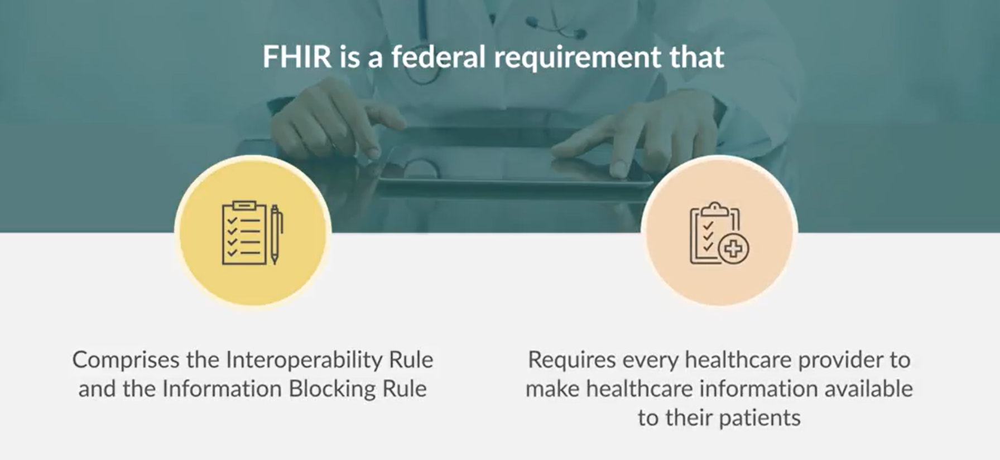 FHIR is a federal requirement that
Comprises the Interoperability Rule
and the Information Blocking Rule
Requires every healthcare provider to
make healthcare information available
to their patients